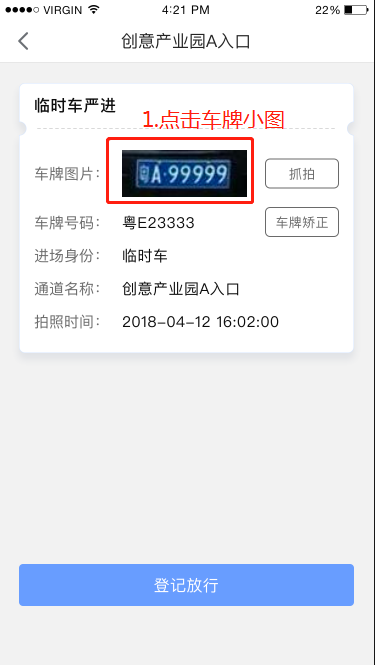 VIRGIN 4:21 PM 22%
创意产业园A入口
临时车严进
1.点击车牌小图
车牌图片： 粤A·99999 抓拍
车牌号码： 粤E23333 车牌矫正
进场身份： 临时车
通道名称： 创意产业园A入口
拍照时间： 2018-04-12 16:02:00
登记放行